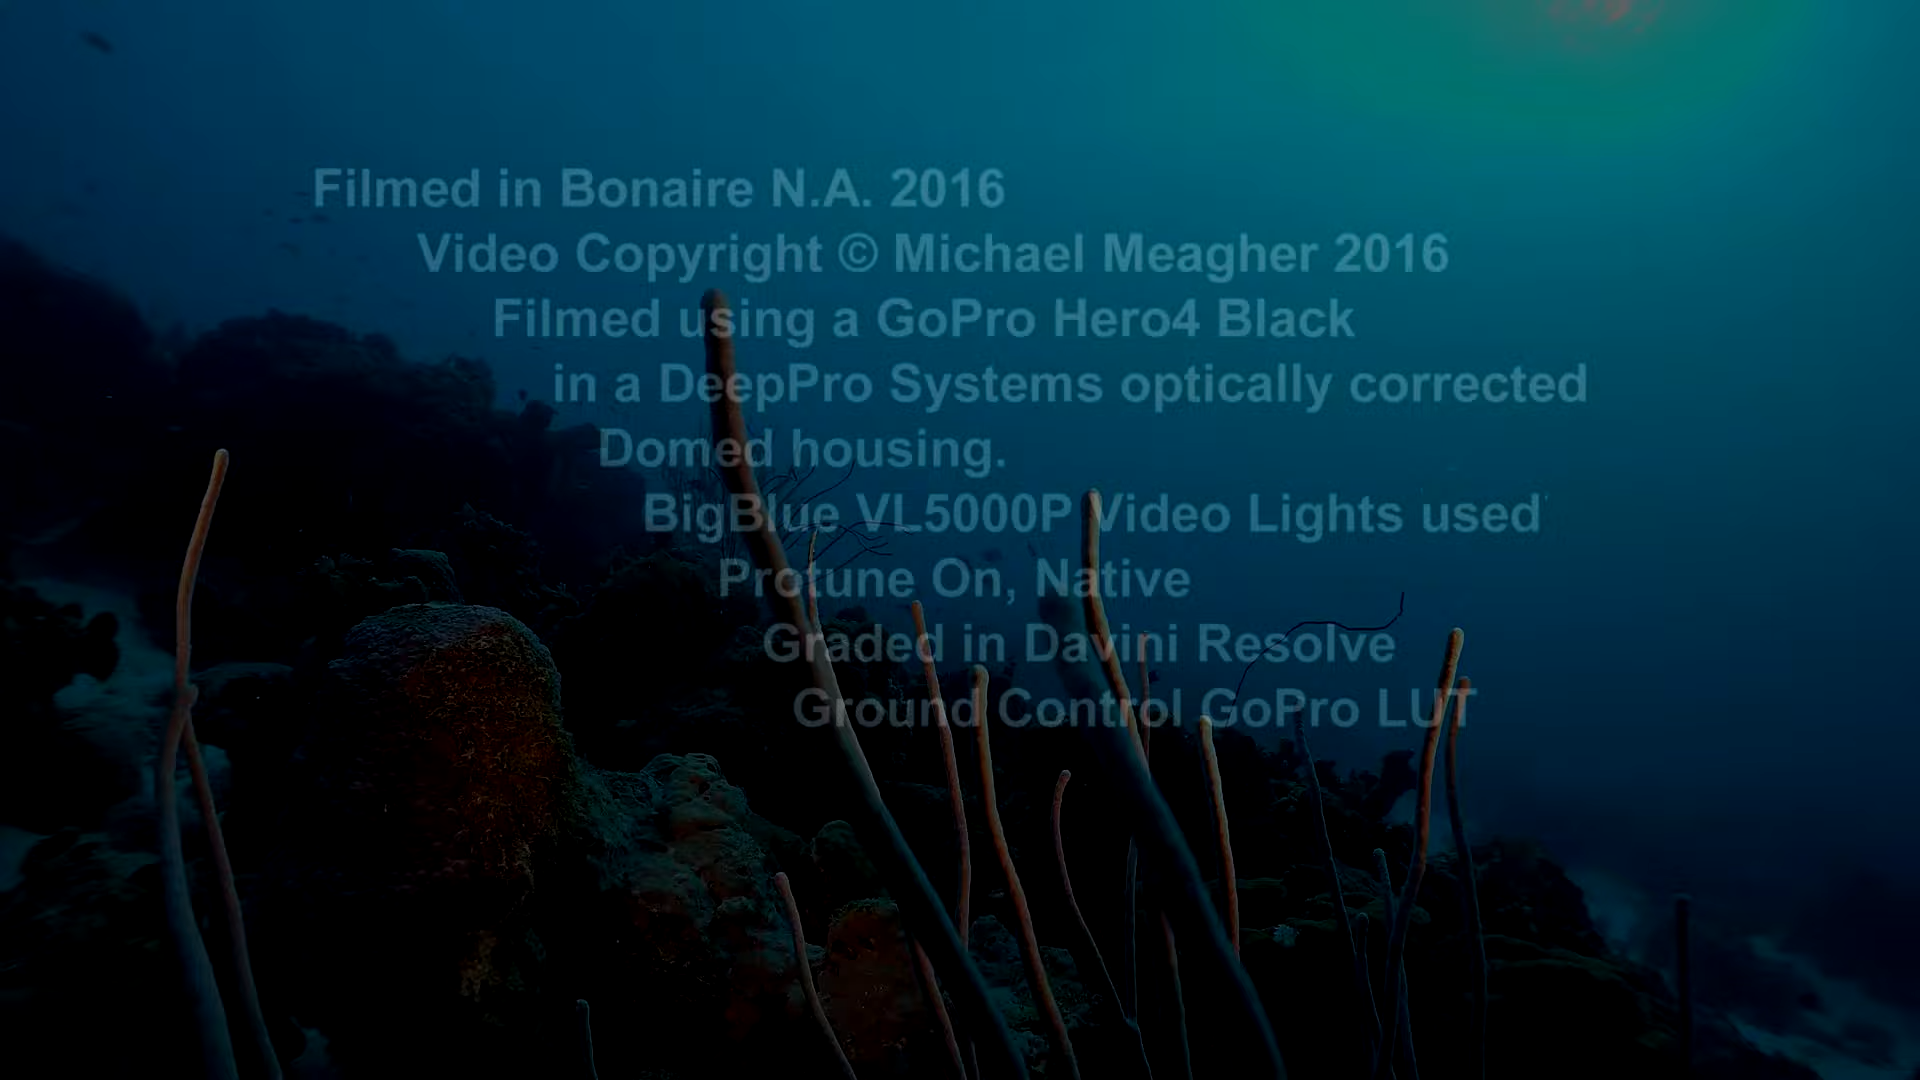 Filmed in Bonaire N.A. 2016
Video Copyright © Michael Meagher 2016
Filmed using a GoPro Hero4 Black
in a DeepPro Systems optically corrected
Domed housing.
BigBlue VL5000P Video Lights used
Protune On, Native
Graded in Davini Resolve
Ground Control GoPro LUT